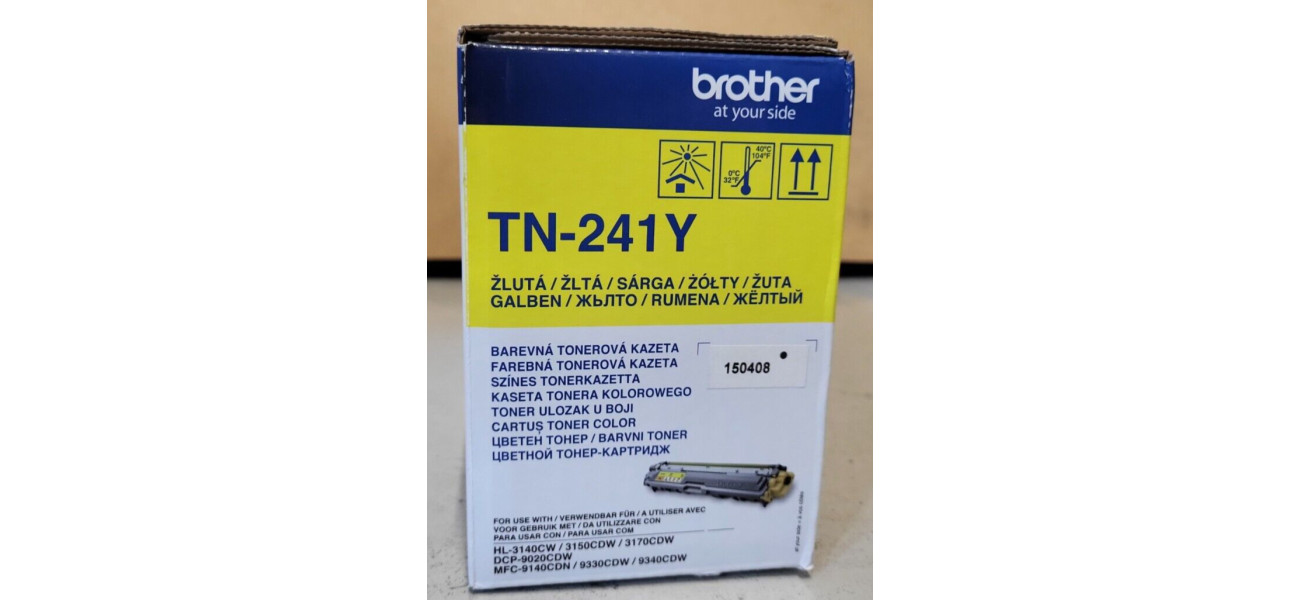 brother
at your side
40°C
104°F
0°C
32°F
TN-241Y
ŽLUTÁ / ŽLTÁ / SÁRGA / ŻÓŁTY / ŽUTA
GALBEN / ЖЬЛТО / RUMENA / ЖЁЛТЫЙ
BAREVNÁ TONEROVÁ KAZETA
FAREBNÁ TONEROVÁ KAZETA
SZÍNES TONERKAZETTA
KASETA TONERA KOLOROWEGO
TONER ULOZAK U BOJI
CARTUȘ TONER COLOR
ЦВЕТЕН ТОНЕР / BARVNI TONER
ЦВЕТНОЙ ТОНЕР-КАРТРИДЖ
150408
FOR USE WITH / VERWENDBAR FÜR / A UTILISER AVEC
VOOR GEBRUIK MET / DA UTILIZZARE CON
PARA USAR CON / PARA USAR COM
HL-3140CW / 3150CDW / 3170CDW
DCP-9020CDW
MFC-9140CDN / 9330CDW / 9340CDW